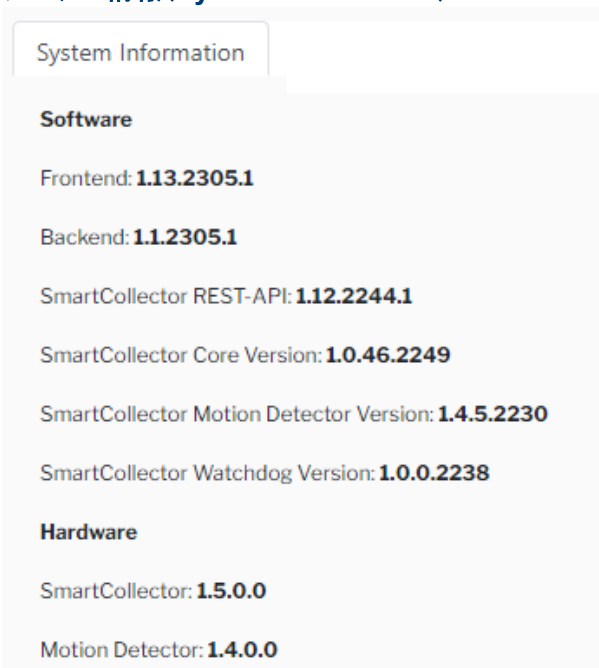 System Information
Software
Frontend: 1.13.2305.1
Backend: 1.1.2305.1
SmartCollector REST-API: 1.12.2244.1
SmartCollector Core Version: 1.0.46.2249
SmartCollector Motion Detector Version: 1.4.5.2230
SmartCollector Watchdog Version: 1.0.0.2238
Hardware
SmartCollector: 1.5.0.0
Motion Detector: 1.4.0.0